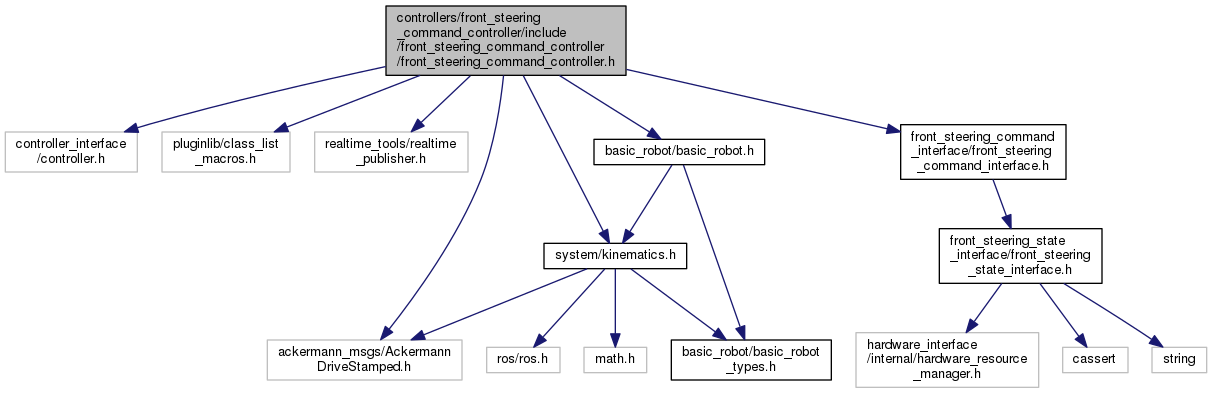 controllers/front_steering
_command_controller/include
/front_steering_command_controller
/front_steering_command_controller.h
controller_interface
/controller.h
pluginlib/class_list
_macros.h
realtime_tools/realtime
_publisher.h
basic_robot/basic_robot.h
front_steering_command
_interface/front_steering
_command_interface.h
system/kinematics.h
front_steering_state
_interface/front_steering
_state_interface.h
ackermann_msgs/Ackermann
DriveStamped.h
ros/ros.h
math.h
basic_robot/basic_robot
_types.h
hardware_interface
/internal/hardware_resource
_manager.h
cassert
string